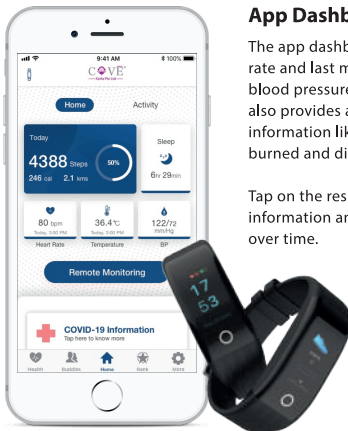 App Dashb
The app dashb
rate and last m
blood pressure
also provides a
information lik
burned and di
Tap on the res
information ar
over time.
9:41 AM
100%
COVE
Home
Activity
Today
4388 Steps
246 cal 2.1 kms
50%
Sleep
6hr 29min
80 bpm
Today, 3:00 PM
Heart Rate
36.4°C
Today, 3:00 PM
Temperature
122/72
mm/Hg
BP
Remote Monitoring
COVID-19 Information
Tap here to know more
Health
Buddies
Home
Rank
More
17
53